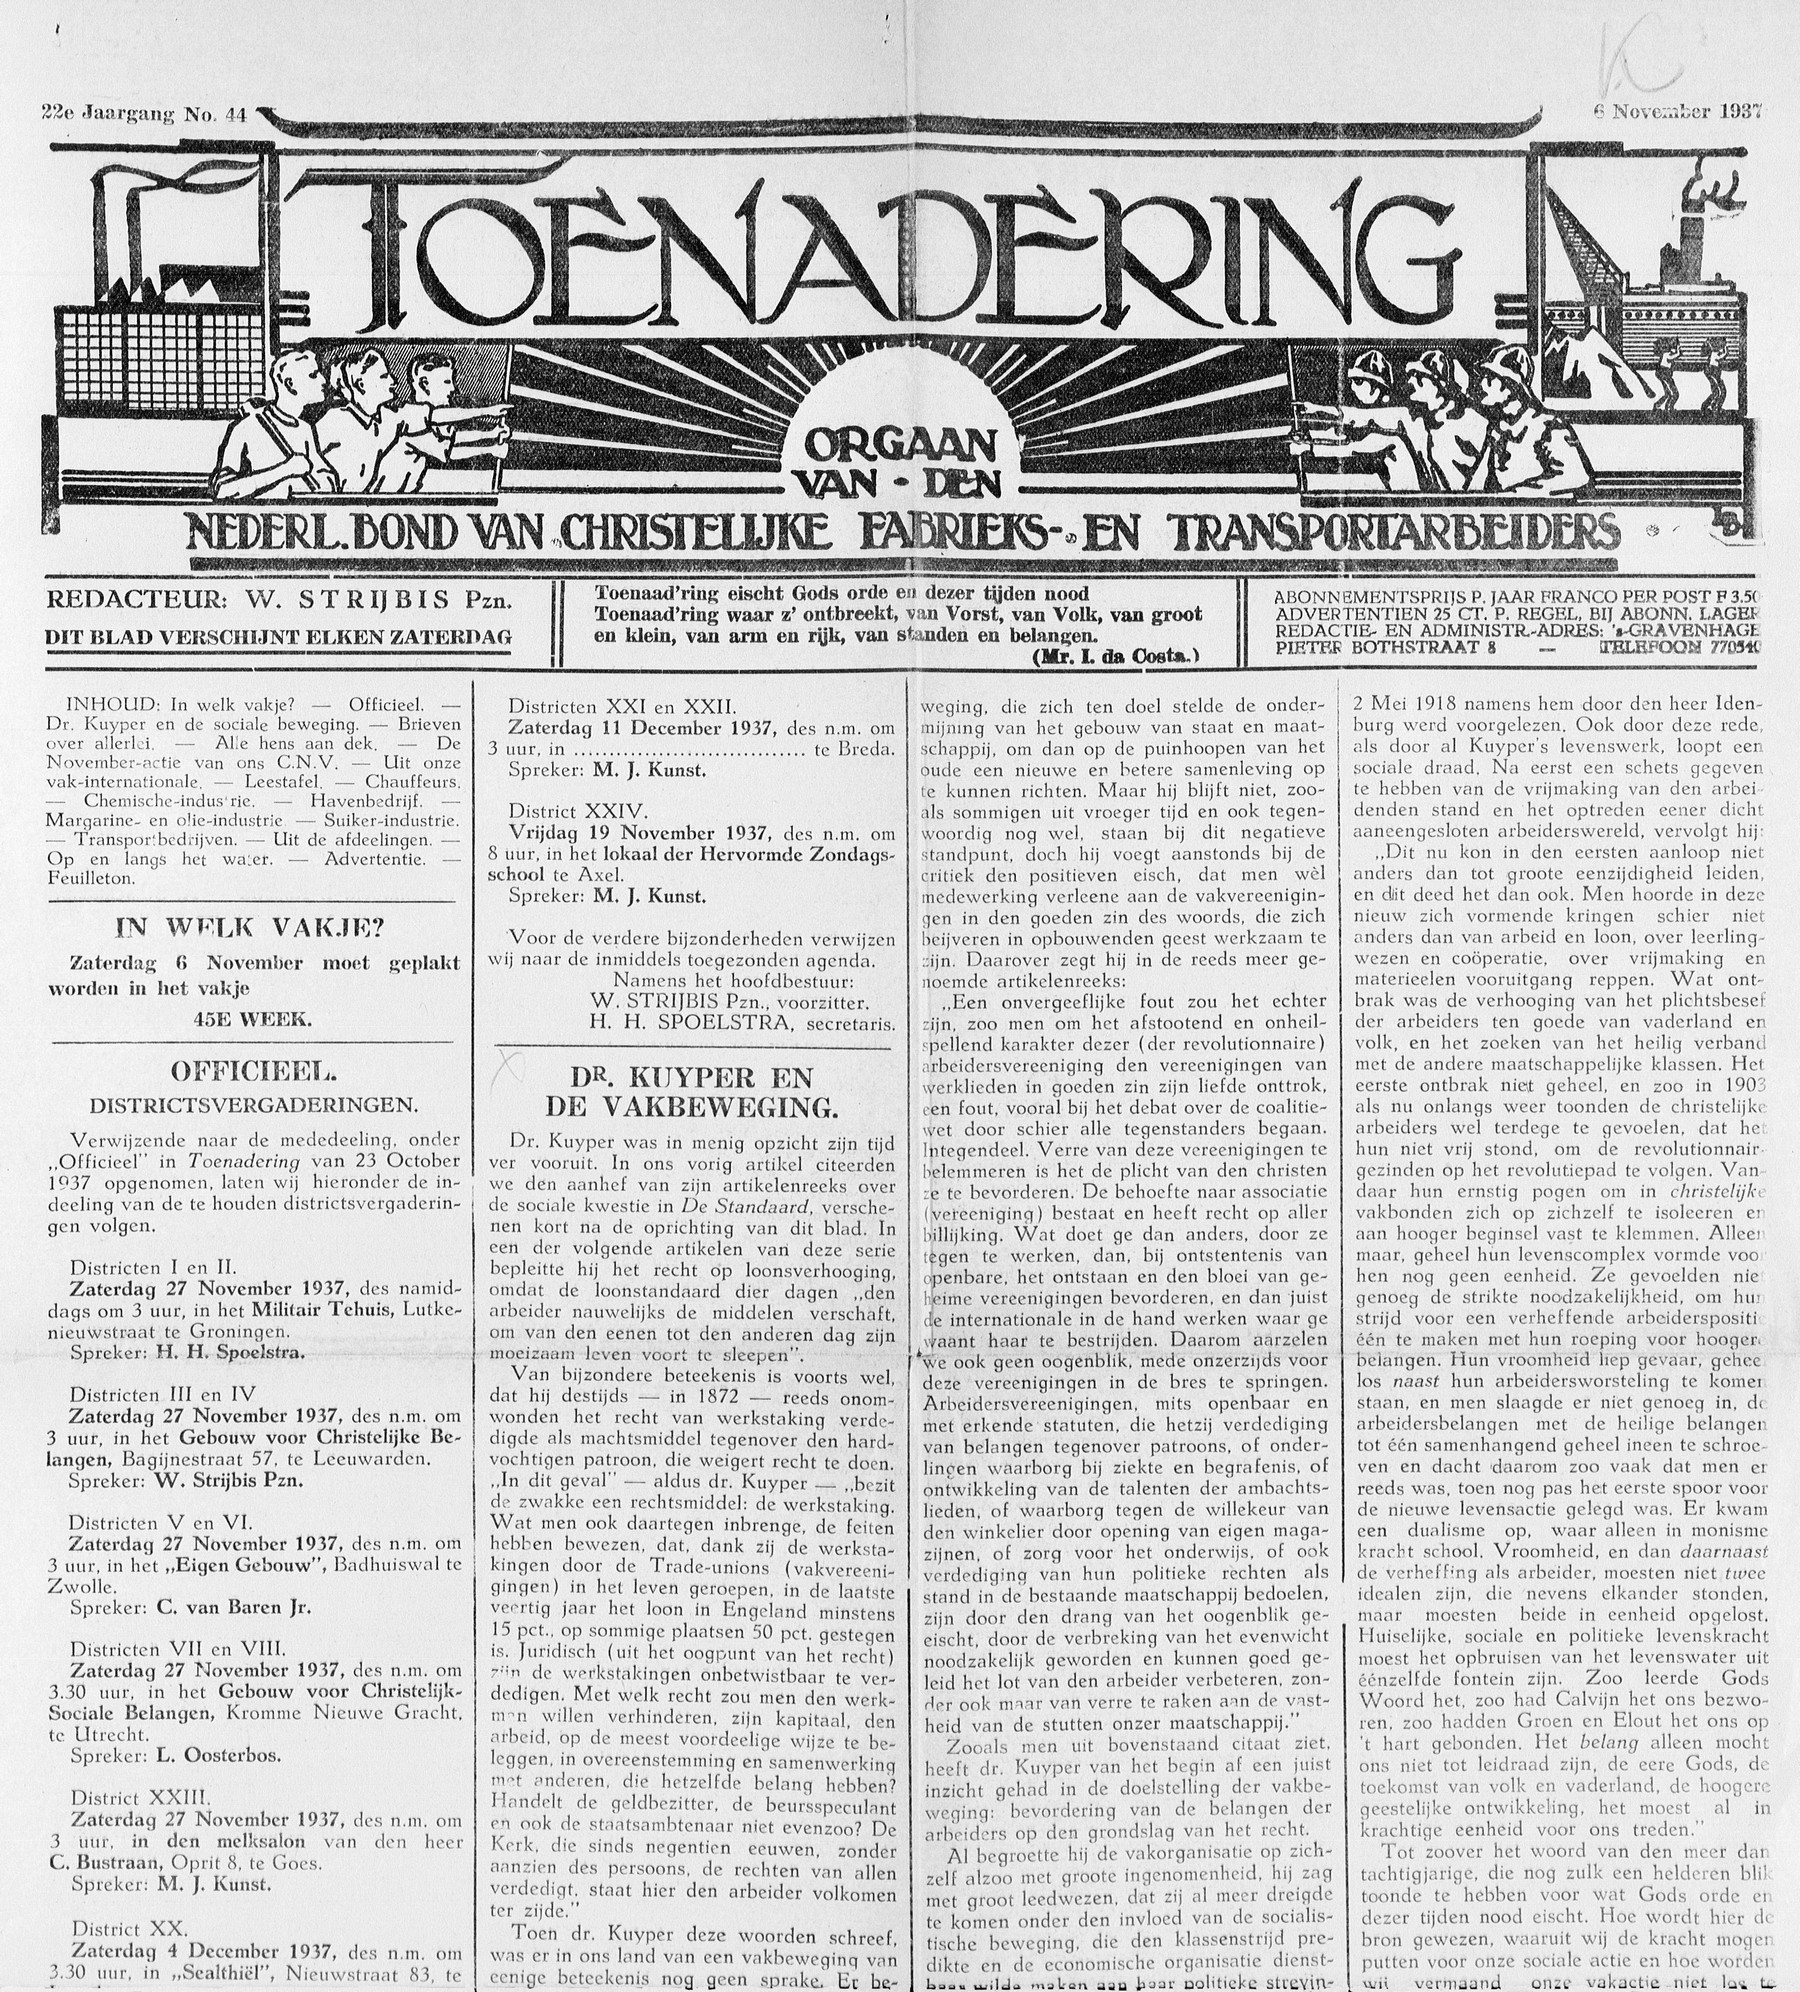 22e Jaargang No. 44
6 November 1937
TOENADERING
ORGAAN
VAN - DEN
NEDERL. BOND VAN CHRISTELIJKE FABRIEKS- EN TRANSPORTARBEIDERS
REDACTEUR: W. STRIJBIS Pzn.
DIT BLAD VERSCHIJNT ELKEN ZATERDAG
Toenaad'ring eischt Gods orde en dezer tijden nood
Toenaad'ring waar z' ontbreekt, van Vorst, van Volk, van groot
en klein, van arm en rijk, van standen en belangen.
(Mr. I. da Costa.)
ABONNEMENTSPRIJS P. JAAR FRANCO PER POST F 3.50
ADVERTENTIEN 25 CT. P. REGEL, BIJ ABONN. LAGER
REDACTIE- EN ADMINISTR.-ADRES: 's-GRAVENHAGE
PIETER BOTHSTRAAT 8 — TELEFOON 770540
INHOUD: In welk vakje? — Officieel. —
Dr. Kuyper en de sociale beweging. — Brieven
over allerlei. — Alle hens aan dek. — De
November-actie van ons C.N.V. — Uit onze
vak-internationale. — Leestafel. — Chauffeurs.
— Chemische-industrie. — Havenbedrijf. —
Margarine- en olie-industrie — Suiker-industrie.
— Transportbedrijven. — Uit de afdeelingen. —
Op en langs het water. — Advertentie. —
Feuilleton.
IN WELK VAKJE?
Zaterdag 6 November moet geplakt
worden in het vakje
45E WEEK.
OFFICIEEL.
DISTRICTSVERGADERINGEN.
Verwijzende naar de mededeeling, onder
„Officieel" in Toenadering van 23 October
1937 opgenomen, laten wij hieronder de in-
deeling van de te houden districtsvergaderin-
gen volgen.
Districten I en II.
Zaterdag 27 November 1937, des namid-
dags om 3 uur, in het Militair Tehuis, Lutke-
nieuwstraat te Groningen.
Spreker: H. H. Spoelstra.
Districten III en IV
Zaterdag 27 November 1937, des n.m. om
3 uur, in het Gebouw voor Christelijke Be-
langen, Bagijnestraat 57, te Leeuwarden.
Spreker: W. Strijbis Pzn.
Districten V en VI.
Zaterdag 27 November 1937, des n.m. om
3 uur, in het „Eigen Gebouw", Badhuiswal te
Zwolle.
Spreker: C. van Baren Jr.
Districten VII en VIII.
Zaterdag 27 November 1937, des n.m. om
3.30 uur, in het Gebouw voor Christelijk-
Sociale Belangen, Kromme Nieuwe Gracht,
te Utrecht.
Spreker: L. Oosterbos.
District XXIII.
Zaterdag 27 November 1937, des n.m. om
3 uur, in den melksalon van den heer
C. Bustraan, Oprit 8, te Goes.
Spreker: M. J. Kunst.
District XX.
Zaterdag 4 December 1937, des n.m. om
3.30 uur, in „Sealthiël", Nieuwstraat 83, te
Districten XXI en XXII.
Zaterdag 11 December 1937, des n.m. om
3 uur, in ................................. te Breda.
Spreker: M. J. Kunst.
District XXIV.
Vrijdag 19 November 1937, des n.m. om
8 uur, in het lokaal der Hervormde Zondags-
school te Axel.
Spreker: M. J. Kunst.
Voor de verdere bijzonderheden verwijzen
wij naar de inmiddels toegezonden agenda.
Namens het hoofdbestuur:
W. STRIJBIS Pzn., voorzitter.
H. H. SPOELSTRA, secretaris.
DR. KUYPER EN
DE VAKBEWEGING.
Dr. Kuyper was in menig opzicht zijn tijd
ver vooruit. In ons vorig artikel citeerden
we den aanhef van zijn artikelenreeks over
de sociale kwestie in De Standaard, versche-
nen kort na de oprichting van dit blad. In
een der volgende artikelen van deze serie
bepleitte hij het recht op loonsverhooging,
omdat de loonstandaard dier dagen „den
arbeider nauwelijks de middelen verschaft,
om van den eenen tot den anderen dag zijn
moeizaam leven voort te sleepen".
Van bijzondere beteekenis is voorts wel,
dat hij destijds — in 1872 — reeds onom-
wonden het recht van werkstaking verde-
digde als machtsmiddel tegenover den hard-
vochtigen patroon, die weigert recht te doen.
„In dit geval" — aldus dr. Kuyper — „bezit
de zwakke een rechtsmiddel: de werkstaking.
Wat men ook daartegen inbrenge, de feiten
hebben bewezen, dat, dank zij de werksta-
kingen door de Trade-unions (vakvereeni-
gingen) in het leven geroepen, in de laatste
veertig jaar het loon in Engeland minstens
15 pct., op sommige plaatsen 50 pct. gestegen
is. Juridisch (uit het oogpunt van het recht)
zijn de werkstakingen onbetwistbaar te ver-
dedigen. Met welk recht zou men den werk-
man willen verhinderen, zijn kapitaal, den
arbeid, op de meest voordeelige wijze te be-
leggen, in overeenstemming en samenwerking
met anderen, die hetzelfde belang hebben?
Handelt de geldbezitter, de beursspeculant
en ook de staatsambtenaar niet evenzoo? De
Kerk, die sinds negentien eeuwen, zonder
aanzien des persoons, de rechten van allen
verdedigt, staat hier den arbeider volkomen
ter zijde."
Toen dr. Kuyper deze woorden schreef,
was er in ons land van een vakbeweging van
eenige beteekenis nog geen sprake. Er be-
weging, die zich ten doel stelde de onder-
mijning van het gebouw van staat en maat-
schappij, om dan op de puinhoopen van het
oude een nieuwe en betere samenleving op
te kunnen richten. Maar hij blijft niet, zoo-
als sommigen uit vroeger tijd en ook tegen-
woordig nog wel, staan bij dit negatieve
standpunt, doch hij voegt aanstonds bij de
critiek den positieven eisch, dat men wèl
medewerking verleene aan de vakvereenigin-
gen in den goeden zin des woords, die zich
beijveren in opbouwenden geest werkzaam te
zijn. Daarover zegt hij in de reeds meer ge-
noemde artikelenreeks:
„Een onvergeeflijke fout zou het echter
zijn, zoo men om het afstootend en onheil-
spellend karakter dezer (der revolutionnaire)
arbeidersvereeniging den vereenigingen van
werklieden in goeden zin zijn liefde onttrok,
een fout, vooral bij het debat over de coalitie-
wet door schier alle tegenstanders begaan.
Integendeel. Verre van deze vereenigingen te
belemmeren is het de plicht van den christen
ze te bevorderen. De behoefte naar associatie
(vereeniging) bestaat en heeft recht op aller
billijking. Wat doet ge dan anders, door ze
tegen te werken, dan, bij ontstentenis van
openbare, het ontstaan en den bloei van ge-
heime vereenigingen bevorderen, en dan juist
de internationale in de hand werken waar ge
waant haar te bestrijden. Daarom aarzelen
we ook geen oogenblik, mede onzerzijds voor
deze vereenigingen in de bres te springen.
Arbeidersvereenigingen, mits openbaar en
met erkende statuten, die hetzij verdediging
van belangen tegenover patroons, of onder-
lingen waarborg bij ziekte en begrafenis, of
ontwikkeling van de talenten der ambachts-
lieden, of waarborg tegen de willekeur van
den winkelier door opening van eigen maga-
zijnen, of zorg voor het onderwijs, of ook
verdediging van hun politieke rechten als
stand in de bestaande maatschappij bedoelen,
zijn door den drang van het oogenblik ge-
eischt, door de verbreking van het evenwicht
noodzakelijk geworden en kunnen goed ge-
leid het lot van den arbeider verbeteren, zon-
der ook maar van verre te raken aan de vast-
heid van de stutten onzer maatschappij."
Zooals men uit bovenstaand citaat ziet,
heeft dr. Kuyper van het begin af een juist
inzicht gehad in de doelstelling der vakbe-
weging: bevordering van de belangen der
arbeiders op den grondslag van het recht.
Al begroette hij de vakorganisatie op zich-
zelf alzoo met groote ingenomenheid, hij zag
met groot leedwezen, dat zij al meer dreigde
te komen onder den invloed van de socialis-
tische beweging, die den klassenstrijd pre-
dikte en de economische organisatie dienst-
baar wilde maken aan haar politieke strevin-
2 Mei 1918 namens hem door den heer Iden-
burg werd voorgelezen. Ook door deze rede,
als door al Kuyper's levenswerk, loopt een
sociale draad. Na eerst een schets gegeven
te hebben van de vrijmaking van den arbei-
denden stand en het optreden eener dicht
aaneengesloten arbeiderswereld, vervolgt hij:
„Dit nu kon in den eersten aanloop niet
anders dan tot groote eenzijdigheid leiden,
en dit deed het dan ook. Men hoorde in deze
nieuw zich vormende kringen schier niet
anders dan van arbeid en loon, over leerling-
wezen en coöperatie, over vrijmaking en
materieelen vooruitgang reppen. Wat ont-
brak was de verhooging van het plichtsbesef
der arbeiders ten goede van vaderland en
volk, en het zoeken van het heilig verband
met de andere maatschappelijke klassen. Het
eerste ontbrak niet geheel, en zoo in 1903
als nu onlangs weer toonden de christelijke
arbeiders wel terdege te gevoelen, dat het
hun niet vrij stond, om de revolutionnair-
gezinden op het revolutiepad te volgen. Van-
daar hun ernstig pogen om in christelijke
vakbonden zich op zichzelf te isoleeren en
aan hooger beginsel vast te klemmen. Alleen
maar, geheel hun levenscomplex vormde voor
hen nog geen eenheid. Ze gevoelden niet
genoeg de strikte noodzakelijkheid, om hun
strijd voor een verheffende arbeiderspositie
één te maken met hun roeping voor hoogere
belangen. Hun vroomheid liep gevaar, geheel
los naast hun arbeidersworsteling te komen
staan, en men slaagde er niet genoeg in, de
arbeidersbelangen met de heilige belangen
tot één samenhangend geheel ineen te schroe-
ven en dacht daarom zoo vaak dat men er
reeds was, toen nog pas het eerste spoor voor
de nieuwe levensactie gelegd was. Er kwam
een dualisme op, waar alleen in monisme
kracht school. Vroomheid, en dan daarnaast
de verheffing als arbeider, moesten niet twee
idealen zijn, die nevens elkander stonden,
maar moesten beide in eenheid opgelost.
Huiselijke, sociale en politieke levenskracht
moest het opbruisen van het levenswater uit
éénzelfde fontein zijn. Zoo leerde Gods
Woord het, zoo had Calvijn het ons bezwo-
ren, zoo hadden Groen en Elout het ons op
't hart gebonden. Het belang alleen mocht
ons niet tot leidraad zijn, de eere Gods, de
toekomst van volk en vaderland, de hoogere
geestelijke ontwikkeling, het moest al in
krachtige eenheid voor ons treden."
Tot zoover het woord van den meer dan
tachtigjarige, die nog zulk een helderen blik
toonde te hebben voor wat Gods orde en
dezer tijden nood eischt. Hoe wordt hier de
bron gewezen, waaruit wij de kracht mogen
putten voor onze sociale actie en hoe worden
wij vermaand onze vakactie niet los te